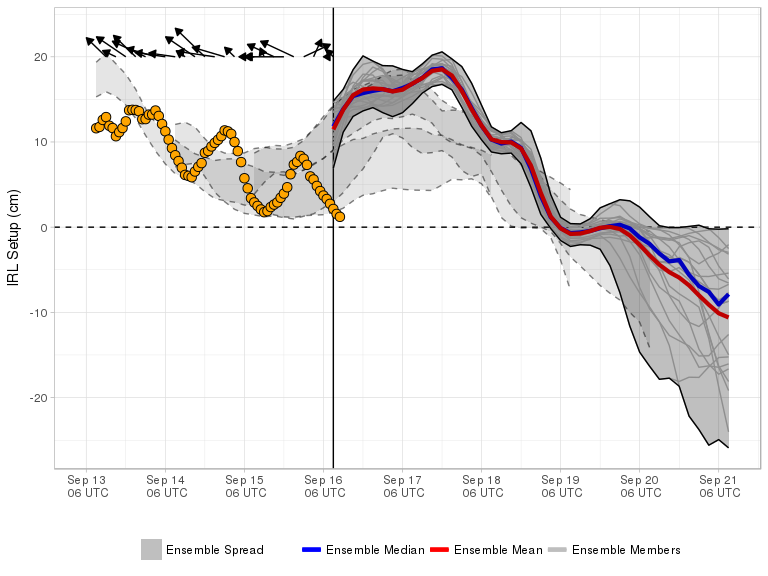 IRL Setup (cm)
20
10
0
-10
-20
Sep 13 Sep 14 Sep 15 Sep 16 Sep 17 Sep 18 Sep 19 Sep 20 Sep 21
06 UTC 06 UTC 06 UTC 06 UTC 06 UTC 06 UTC 06 UTC 06 UTC 06 UTC
Ensemble Spread Ensemble Median Ensemble Mean Ensemble Members